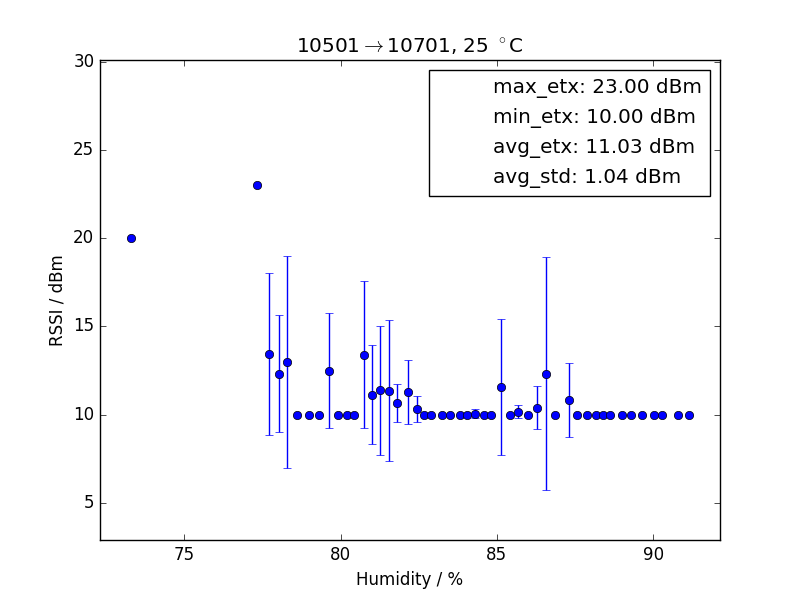 10501→10701, 25 °C
max_etx: 23.00 dBm
min_etx: 10.00 dBm
avg_etx: 11.03 dBm
avg_std: 1.04 dBm
30
25
20
15
10
5
RSSI / dBm
75 80 85 90
Humidity / %